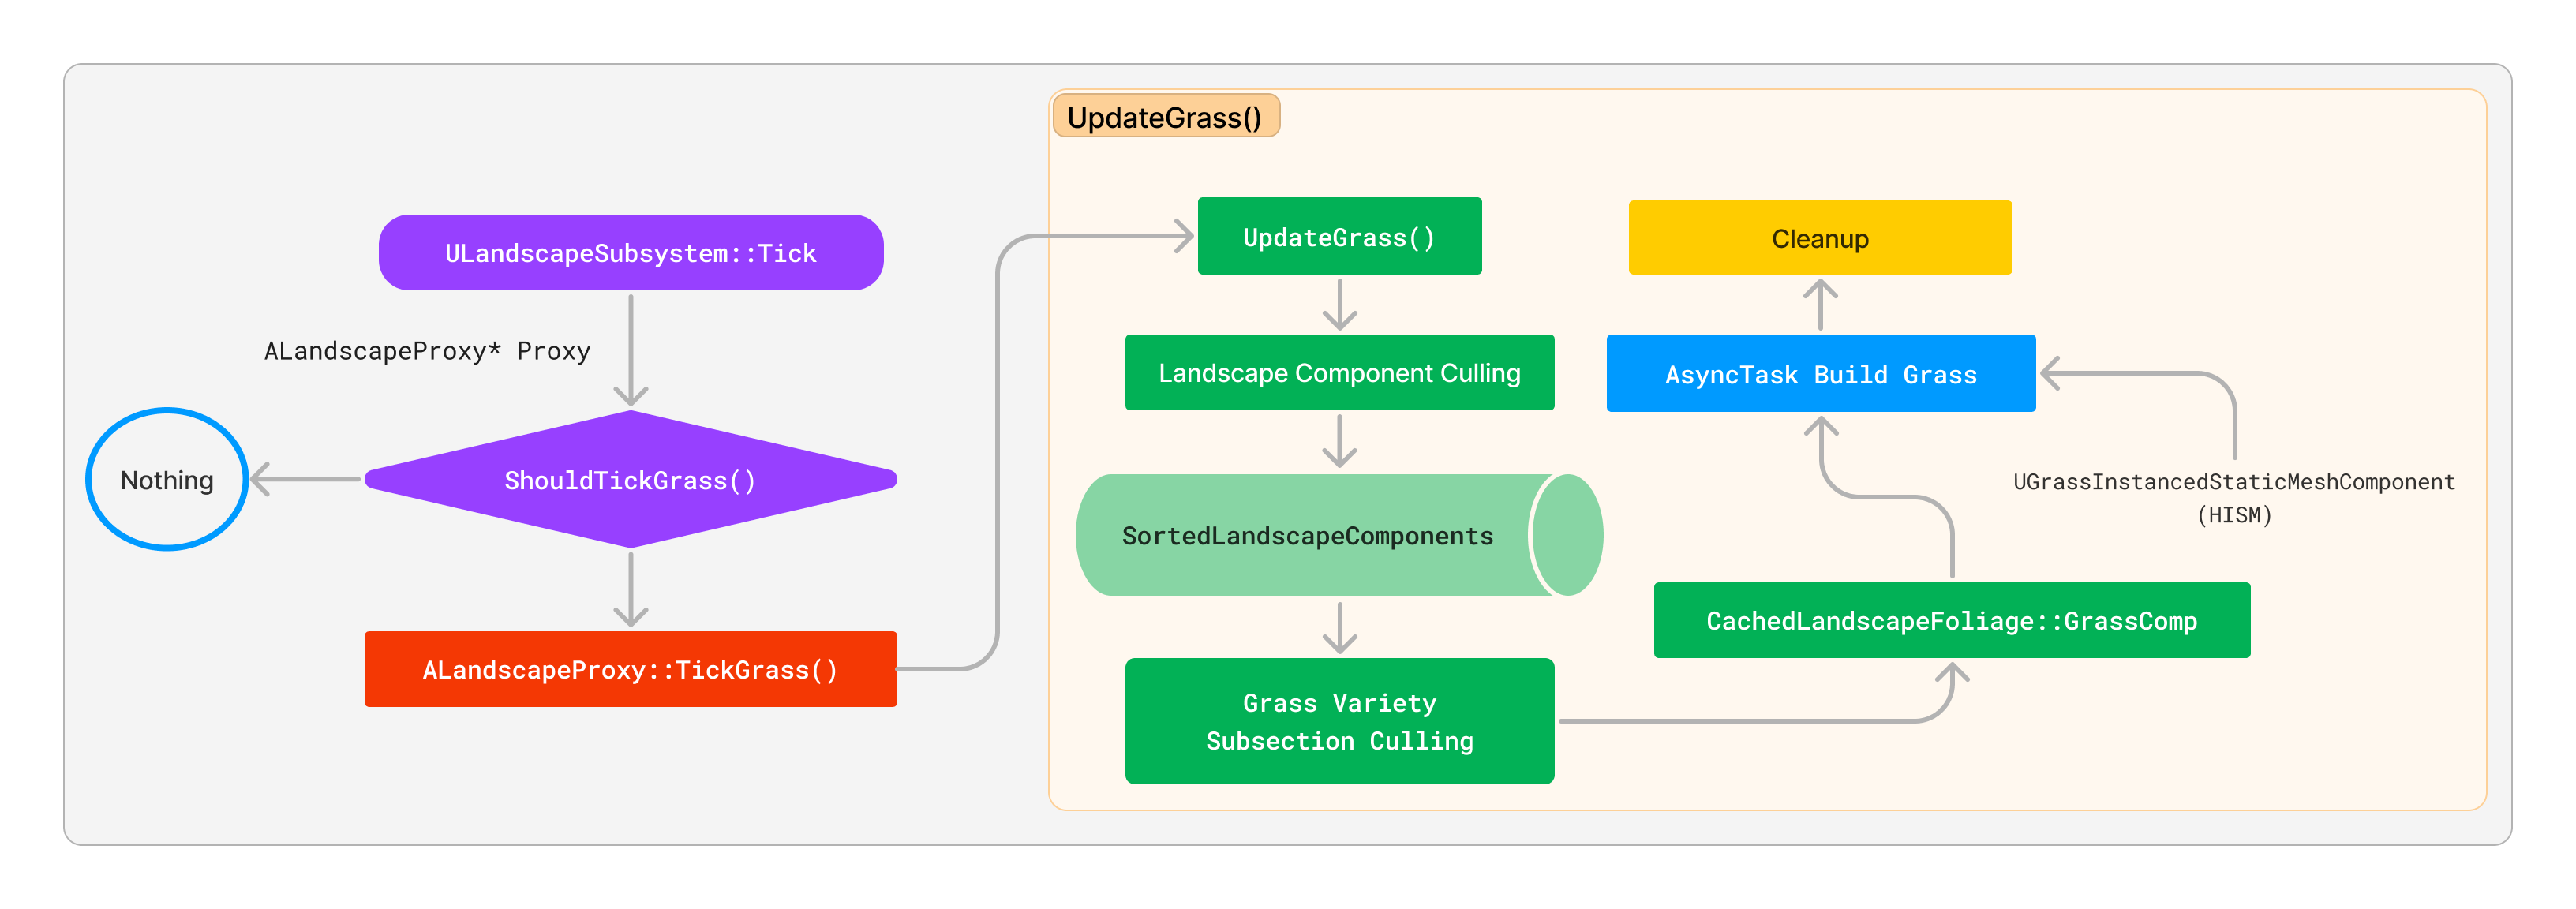 UpdateGrass()
ULandscapeSubsystem::Tick
ALandscapeProxy* Proxy
Nothing
ShouldTickGrass()
ALandscapeProxy::TickGrass()
UpdateGrass()
Landscape Component Culling
SortedLandscapeComponents
Grass Variety
Subsection Culling
Cleanup
AsyncTask Build Grass
UGrassInstancedStaticMeshComponent
(HISM)
CachedLandscapeFoliage::GrassComp